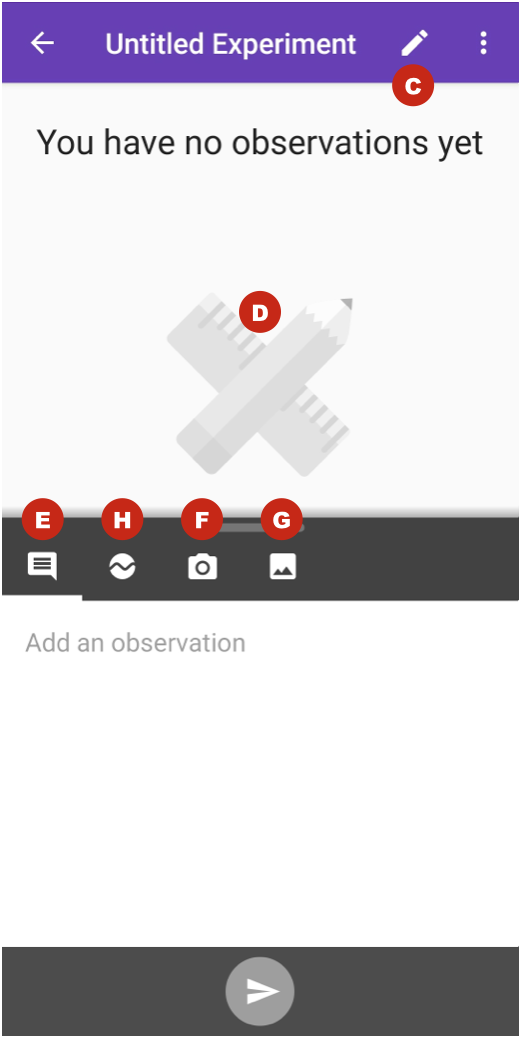 Untitled Experiment
C
You have no observations yet
D
E H F G
Add an observation